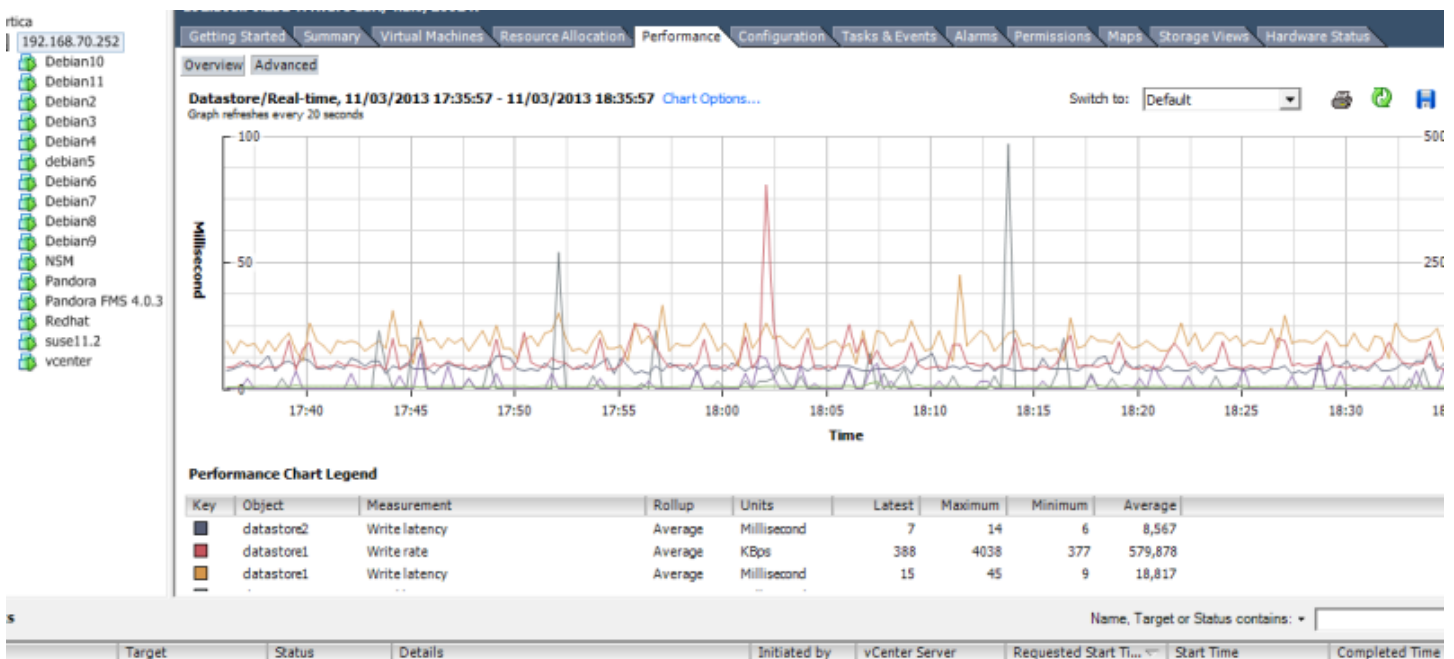 rtica
192.168.70.252
Debian10
Debian11
Debian2
Debian3
Debian4
debian5
Debian6
Debian7
Debian8
Debian9
NSM
Pandora
Pandora FMS 4.0.3
Redhat
suse11.2
vcenter
Getting Started Summary Virtual Machines Resource Allocation Performance Configuration Tasks & Events Alarms Permissions Maps Storage Views Hardware Status
Overview Advanced
Datastore/Real-time, 11/03/2013 17:35:57 - 11/03/2013 18:35:57 Chart Options... Switch to: Default
Graph refreshes every 20 seconds
100 500
Millisecond
50 250
0
17:40 17:45 17:50 17:55 18:00 18:05 18:10 18:15 18:20 18:25 18:30 18
Time
Performance Chart Legend
Key Object Measurement Rollup Units Latest Maximum Minimum Average
datastore2 Write latency Average Millisecond 7 14 6 8,567
datastore1 Write rate Average KBps 388 4038 377 579,878
datastore1 Write latency Average Millisecond 15 45 9 18,817
s Name, Target or Status contains:
Target Status Details Initiated by vCenter Server Requested Start Ti... Start Time Completed Time